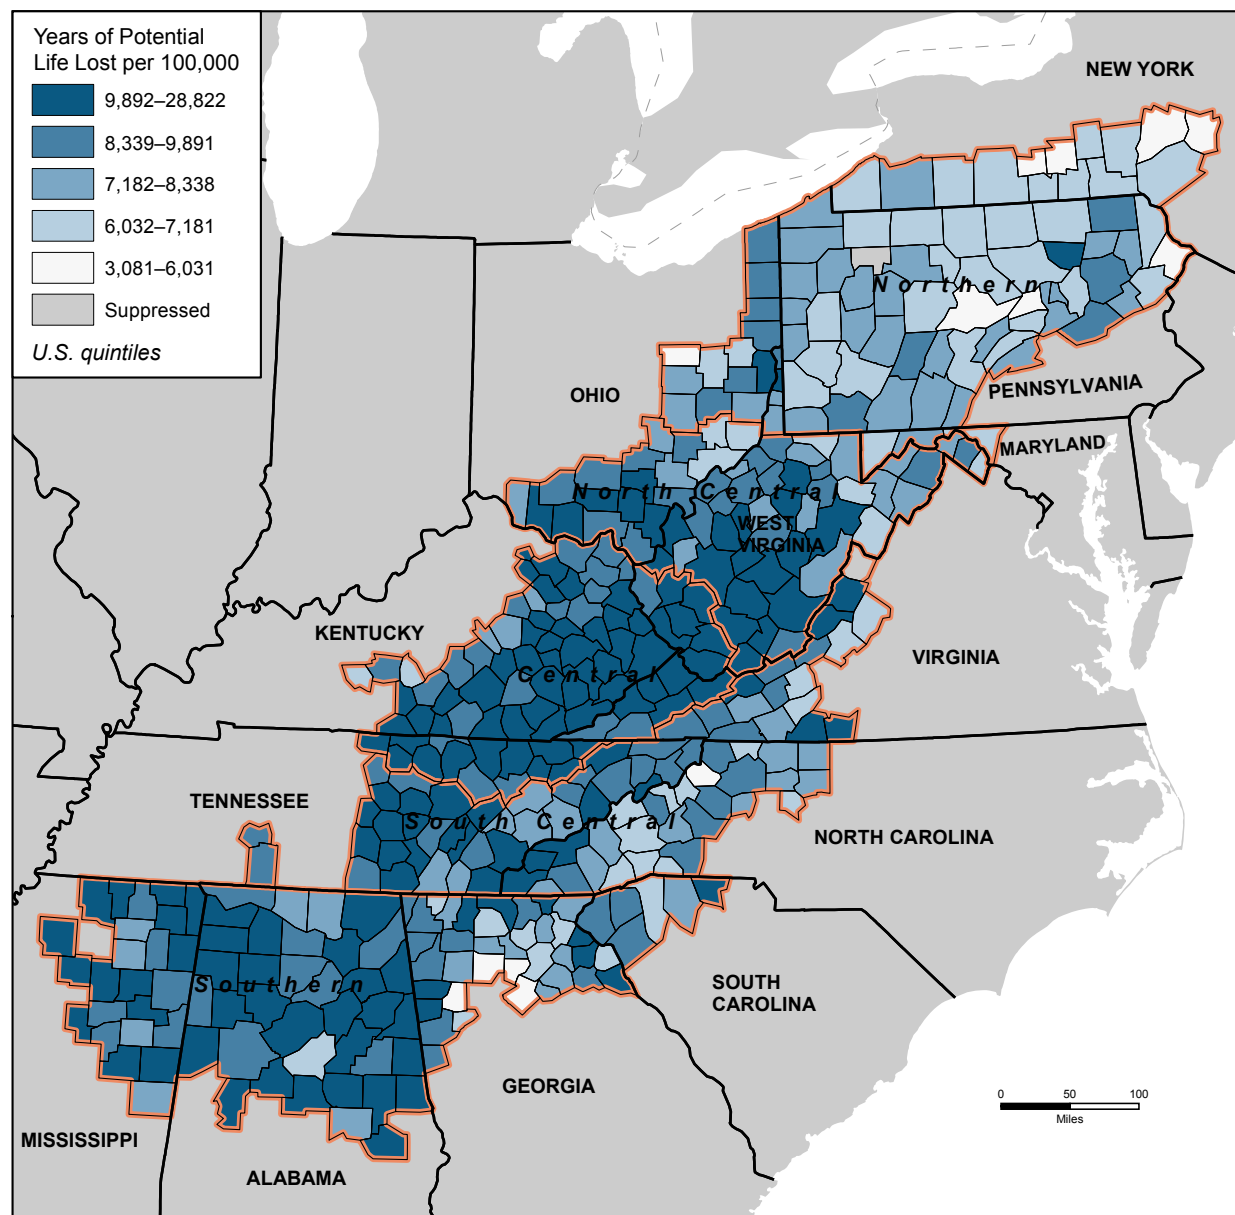 Years of Potential
Life Lost per 100,000
9,892–28,822
8,339–9,891
7,182–8,338
6,032–7,181
3,081–6,031
Suppressed
U.S. quintiles
NEW YORK
Northern
PENNSYLVANIA
OHIO
MARYLAND
North Central
WEST
VIRGINIA
KENTUCKY
VIRGINIA
Central
TENNESSEE
South Central
NORTH CAROLINA
Southern
SOUTH
CAROLINA
GEORGIA
0 50 100
Miles
MISSISSIPPI
ALABAMA